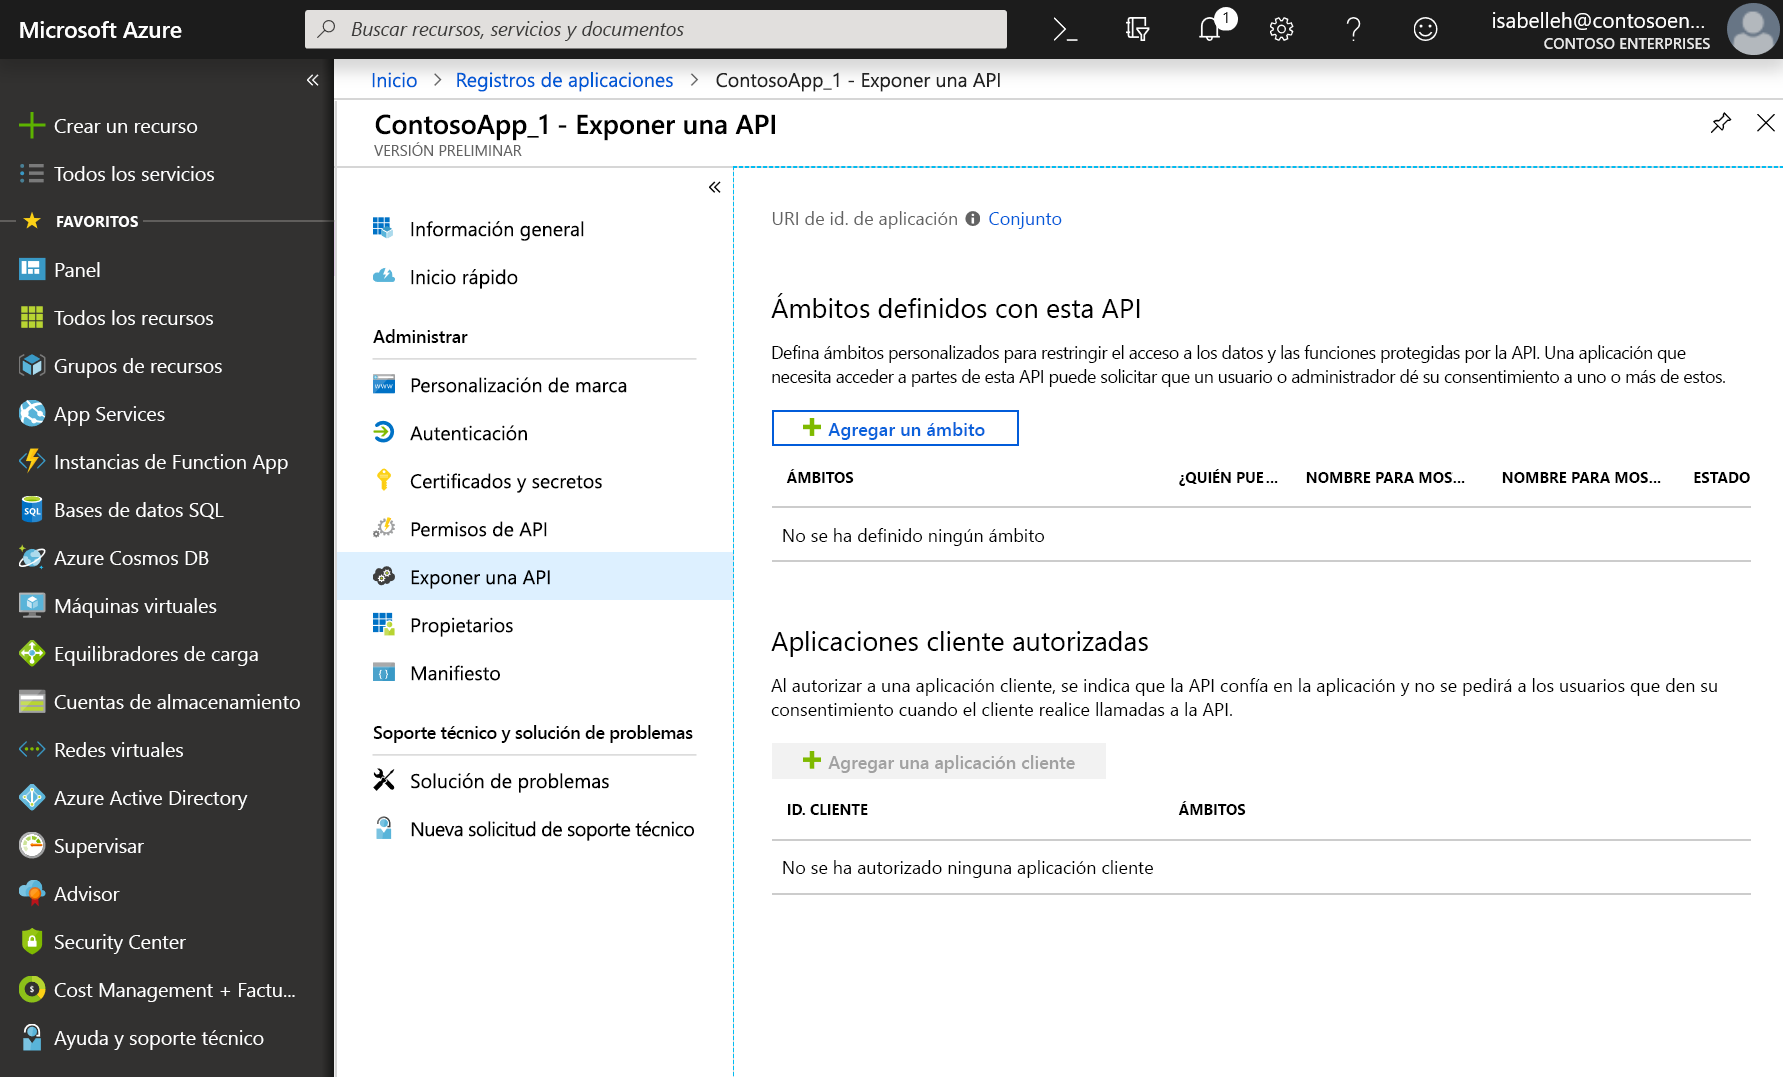 Microsoft Azure
Buscar recursos, servicios y documentos
1
isabelleh@contosoen...
CONTOSO ENTERPRISES
Crear un recurso
Todos los servicios
FAVORITOS
Panel
Todos los recursos
Grupos de recursos
App Services
Instancias de Function App
SQL
Bases de datos SQL
Azure Cosmos DB
Máquinas virtuales
Equilibradores de carga
Cuentas de almacenamiento
Redes virtuales
Azure Active Directory
Supervisar
Advisor
Security Center
Cost Management + Factu...
Ayuda y soporte técnico
Inicio > Registros de aplicaciones > ContosoApp_1 - Exponer una API
ContosoApp_1 - Exponer una API
VERSIÓN PRELIMINAR
Información general
Inicio rápido
Administrar
www
Personalización de marca
Autenticación
Certificados y secretos
Permisos de API
Exponer una API
Propietarios
Manifiesto
Soporte técnico y solución de problemas
Solución de problemas
Nueva solicitud de soporte técnico
URI de id. de aplicación Conjunto
Ámbitos definidos con esta API
Defina ámbitos personalizados para restringir el acceso a los datos y las funciones protegidas por la API. Una aplicación que
necesita acceder a partes de esta API puede solicitar que un usuario o administrador dé su consentimiento a uno o más de estos.
Agregar un ámbito
ÁMBITOS ¿QUIÉN PUE... NOMBRE PARA MOS... NOMBRE PARA MOS... ESTADO
No se ha definido ningún ámbito
Aplicaciones cliente autorizadas
Al autorizar a una aplicación cliente, se indica que la API confía en la aplicación y no se pedirá a los usuarios que den su
consentimiento cuando el cliente realice llamadas a la API.
Agregar una aplicación cliente
ID. CLIENTE ÁMBITOS
No se ha autorizado ninguna aplicación cliente